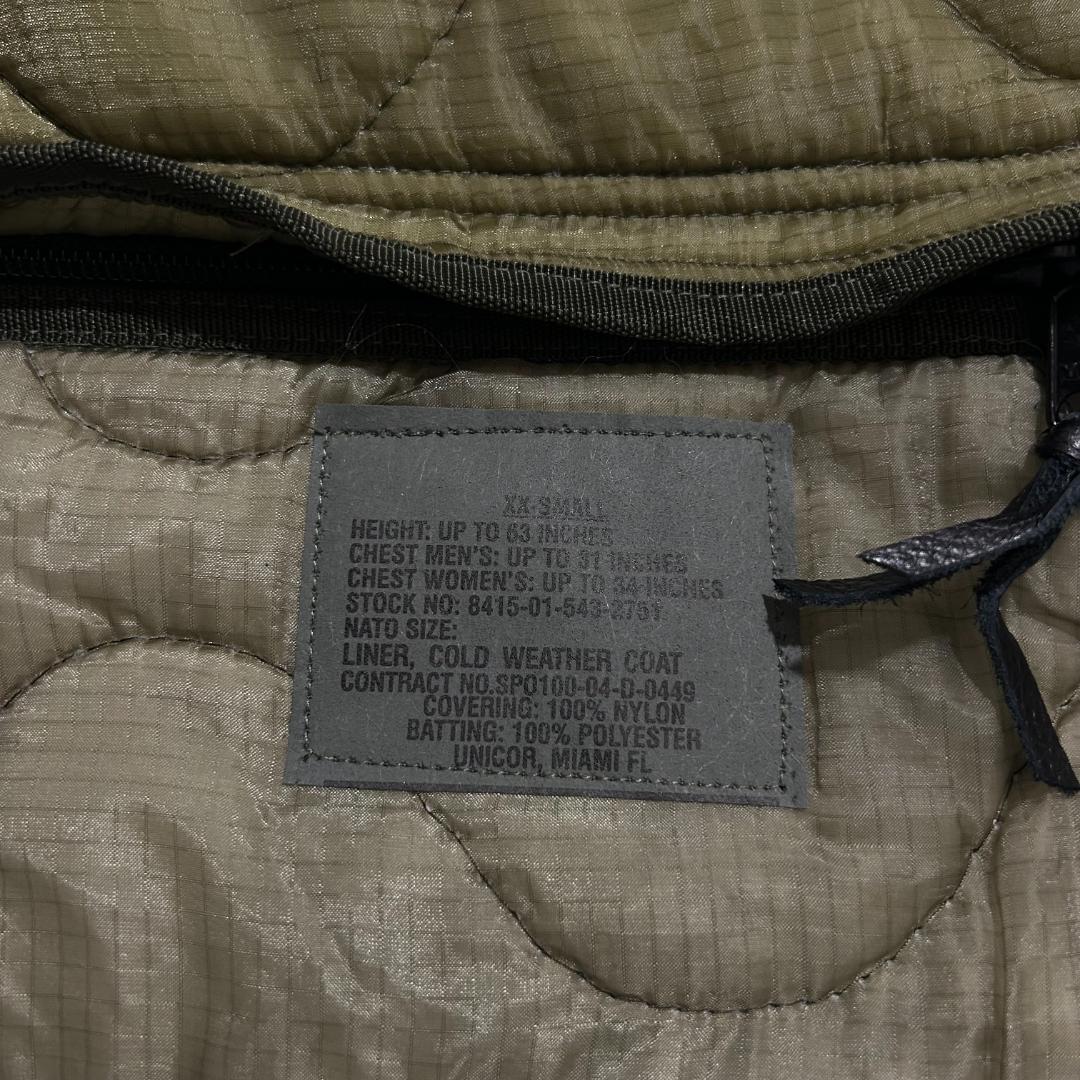 XX-SMALL
HEIGHT: UP TO 63 INCHES
CHEST MEN'S: UP TO 31 INCHES
CHEST WOMEN'S: UP TO 34 INCHES
STOCK NO: 8415-01-543-2751
NATO SIZE:
LINER, COLD WEATHER COAT
CONTRACT NO.SPO100-04-D-0449
COVERING: 100% NYLON
BATTING: 100% POLYESTER
UNICOR, MIAMI FL